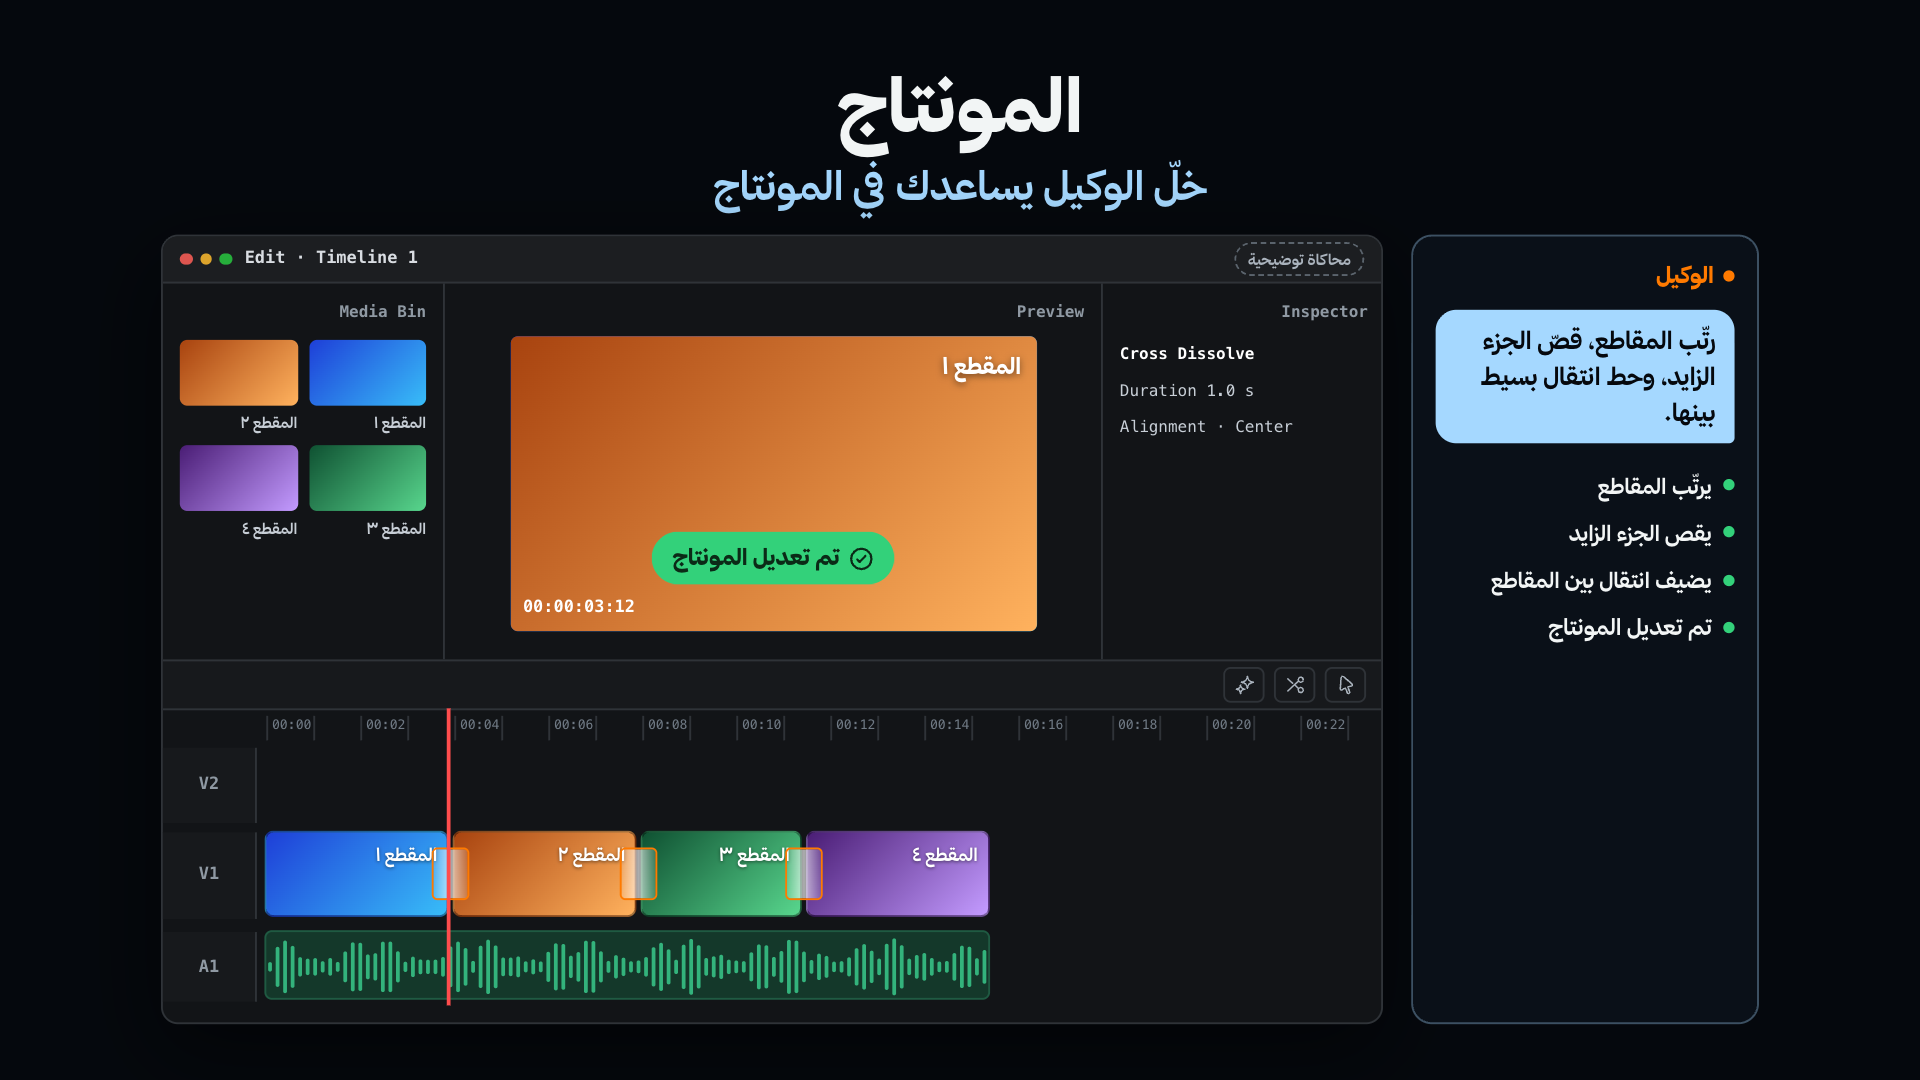 المونتاج
خلّ الوكيل يساعدك في المونتاج
Edit · Timeline 1
محاكاة توضيحية
Media Bin
المقطع ١
المقطع ٢
المقطع ٣
المقطع ٤
Preview
المقطع ١
تم تعديل المونتاج
00:00:03:12
Inspector
Cross Dissolve
Duration 1.0 s
Alignment · Center
الوكيل
رتّب المقاطع، قصّ الجزء
الزايد، وحط انتقال بسيط
بينها.
يرتّب المقاطع
يقص الجزء الزايد
يضيف انتقال بين المقاطع
تم تعديل المونتاج
00:00 00:02 00:04 00:06 00:08 00:10 00:12 00:14 00:16 00:18 00:20 00:22
V2
V1
المقطع ١
المقطع ٢
المقطع ٣
المقطع ٤
A1